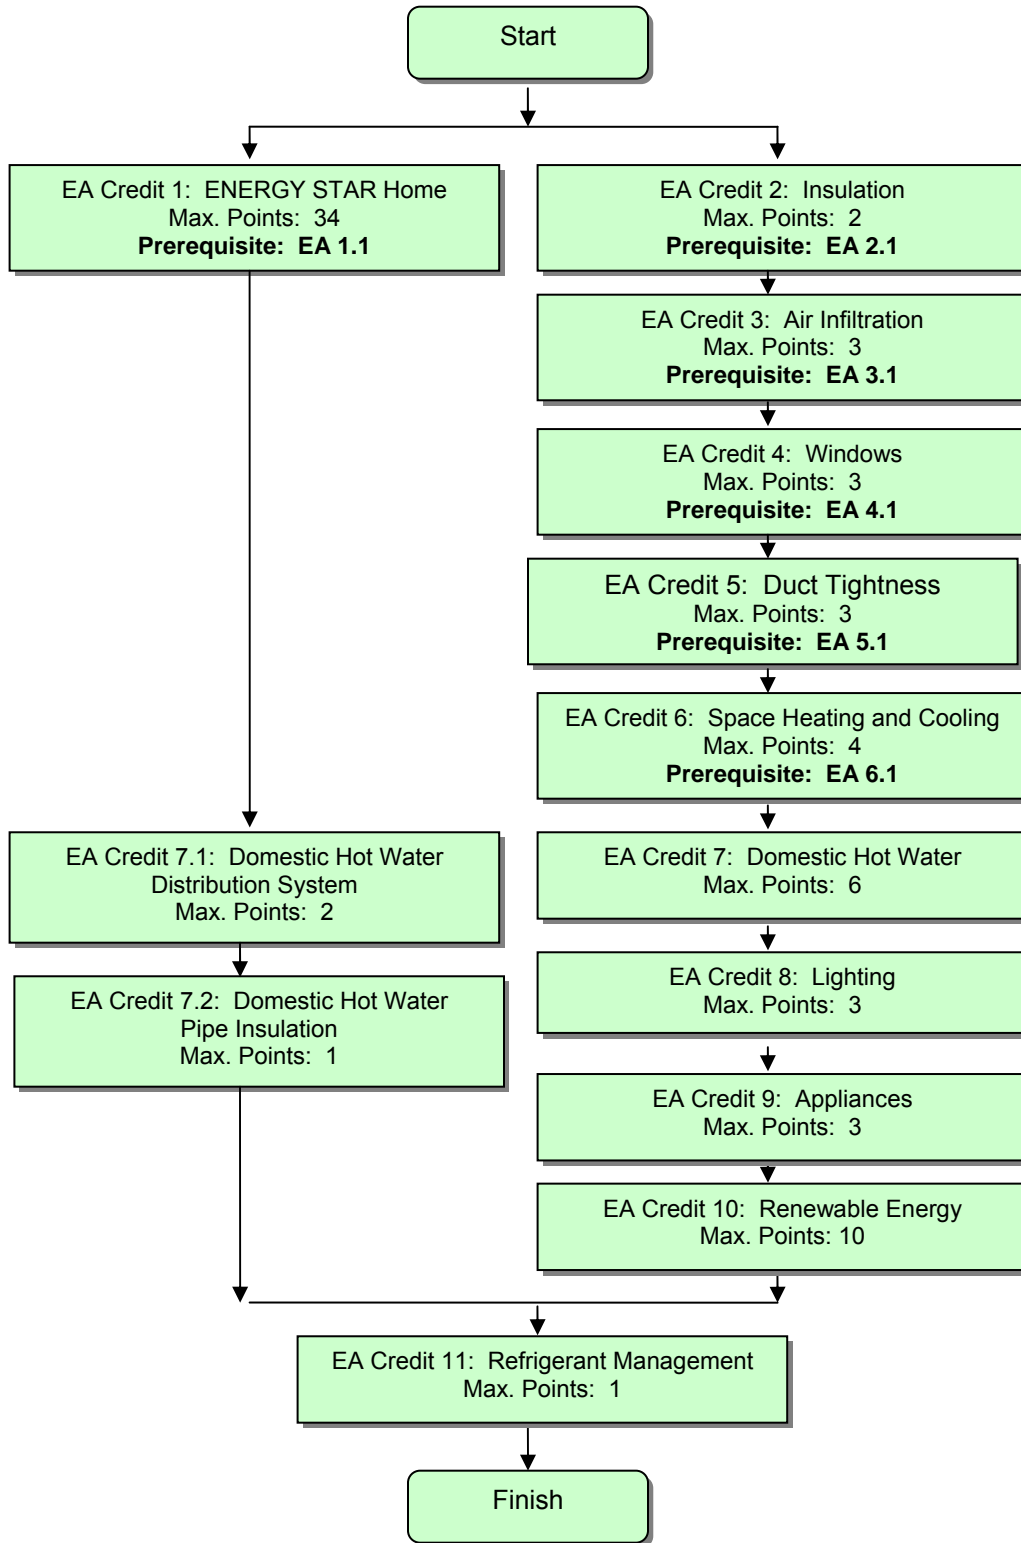 Start
EA Credit 1: ENERGY STAR Home
Max. Points: 34
Prerequisite: EA 1.1
EA Credit 2: Insulation
Max. Points: 2
Prerequisite: EA 2.1
EA Credit 3: Air Infiltration
Max. Points: 3
Prerequisite: EA 3.1
EA Credit 4: Windows
Max. Points: 3
Prerequisite: EA 4.1
EA Credit 5: Duct Tightness
Max. Points: 3
Prerequisite: EA 5.1
EA Credit 6: Space Heating and Cooling
Max. Points: 4
Prerequisite: EA 6.1
EA Credit 7.1: Domestic Hot Water
Distribution System
Max. Points: 2
EA Credit 7: Domestic Hot Water
Max. Points: 6
EA Credit 7.2: Domestic Hot Water
Pipe Insulation
Max. Points: 1
EA Credit 8: Lighting
Max. Points: 3
EA Credit 9: Appliances
Max. Points: 3
EA Credit 10: Renewable Energy
Max. Points: 10
EA Credit 11: Refrigerant Management
Max. Points: 1
Finish